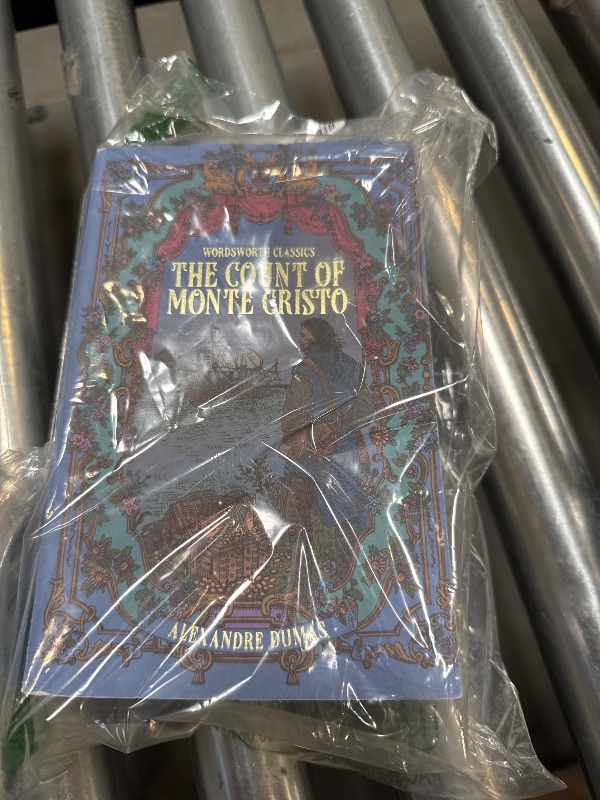 WORDSWORTH CLASSICS
THE COUNT OF
MONTE CRISTO
ALEXANDRE DUMAS